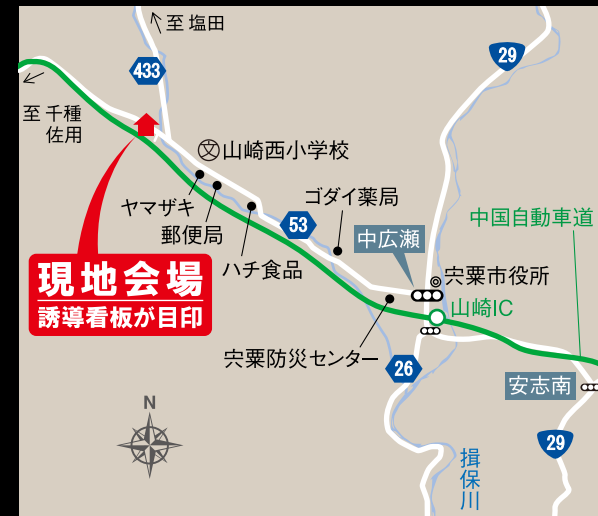 至 塩田
433
29
至 千種
佐用
文
山崎西小学校
ヤマザキ
郵便局
ハチ食品
53
ゴダイ薬局
中広瀬
中国自動車道
現地会場
誘導看板が目印
宍粟市役所
山崎IC
宍粟防災センター
26
安志南
29
N
揖保川